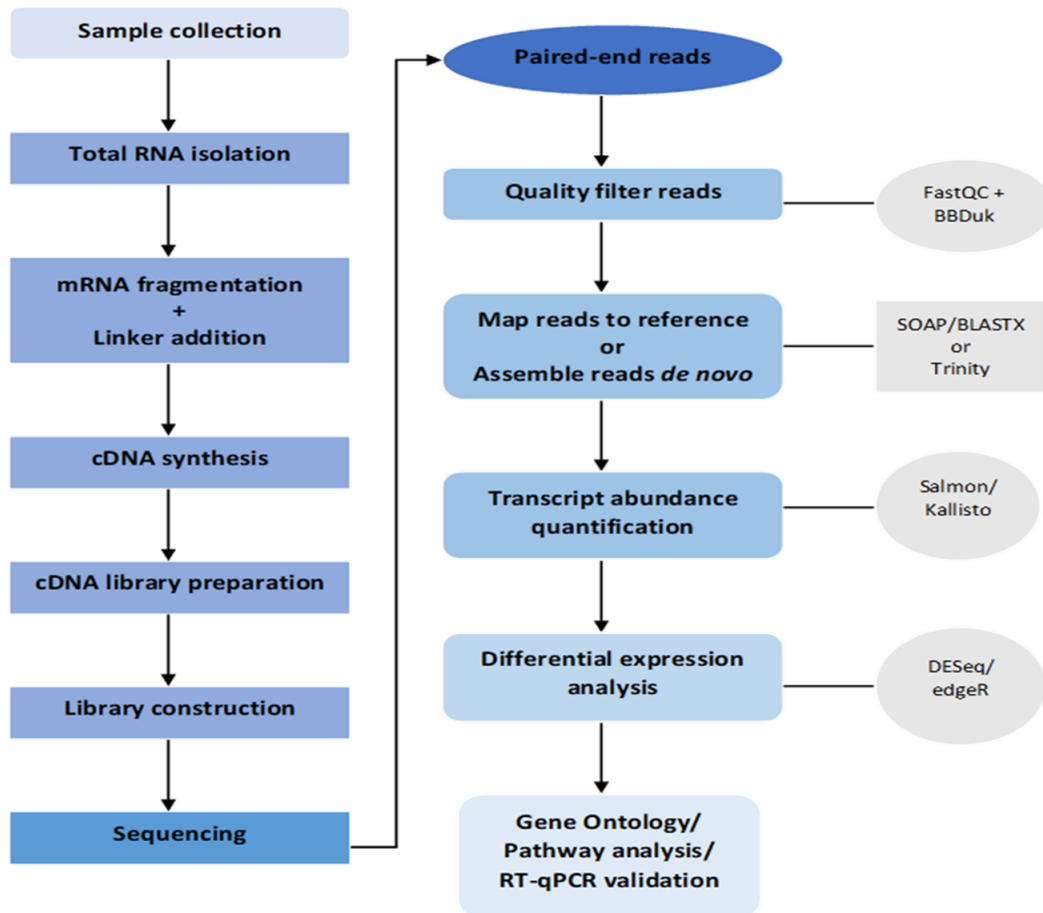 Sample collection
Total RNA isolation
mRNA fragmentation
+
Linker addition
cDNA synthesis
cDNA library preparation
Library construction
Sequencing
Paired-end reads
Quality filter reads
FastQC +
BBDuk
Map reads to reference
or
Assemble reads de novo
SOAP/BLASTX
or
Trinity
Transcript abundance
quantification
Salmon/
Kallisto
Differential expression
analysis
DESeq/
edgeR
Gene Ontology/
Pathway analysis/
RT-qPCR validation